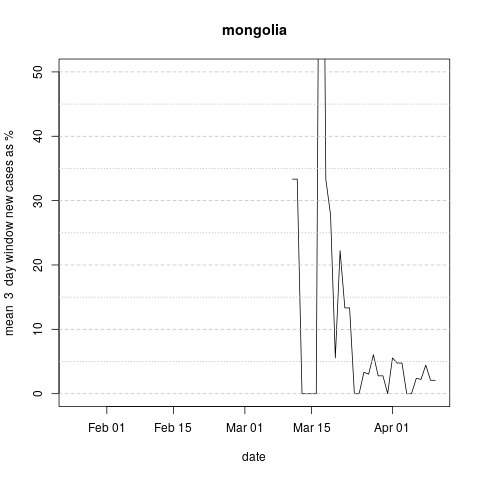 mongolia
mean  3  day window new cases as %
50
40
30
20
10
0
Feb 01
Feb 15
Mar 01
Mar 15
Apr 01
date